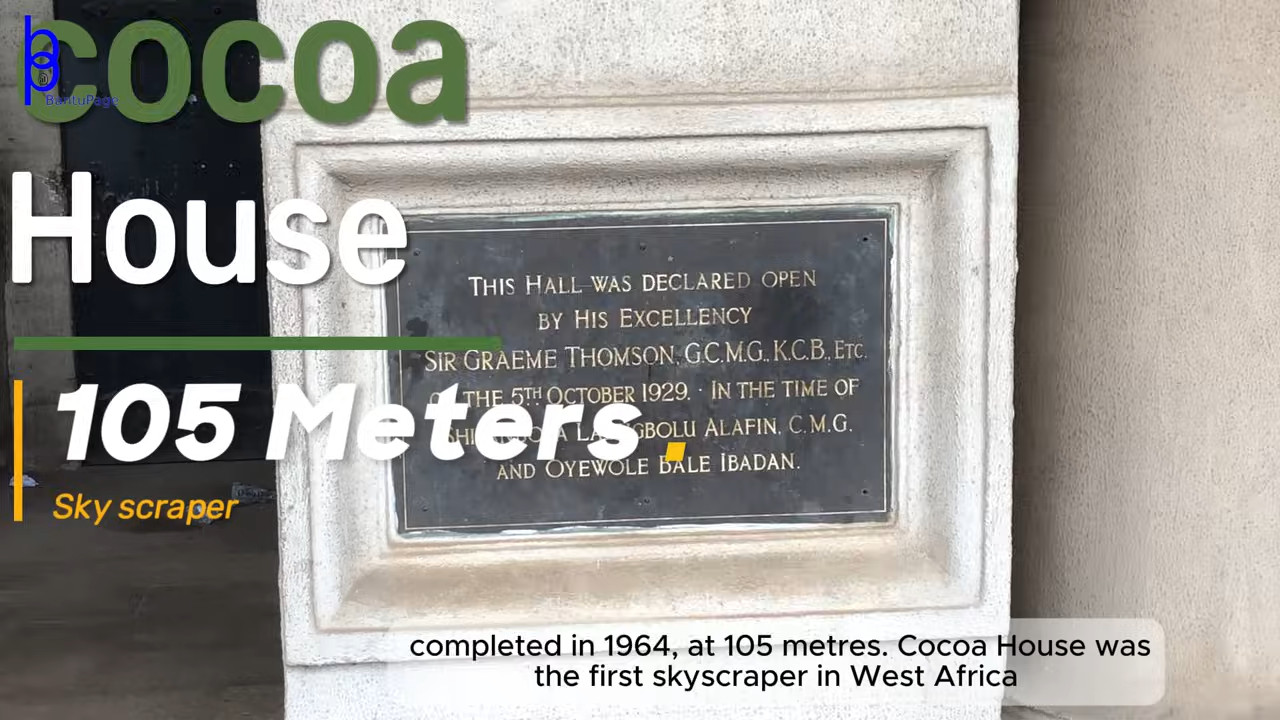 cocoa
BantuPage
House
105 Meters.
Sky scraper
THIS HALL WAS DECLARED OPEN
BY HIS EXCELLENCY
SIR GRAEME THOMSON, G.C.M.G., K.C.B., ETC.
THE 5TH OCTOBER 1929. · IN THE TIME OF
ALAFIN, C.M.G.
AND OYEWOLE BALE IBADAN.
completed in 1964, at 105 metres. Cocoa House was
the first skyscraper in West Africa